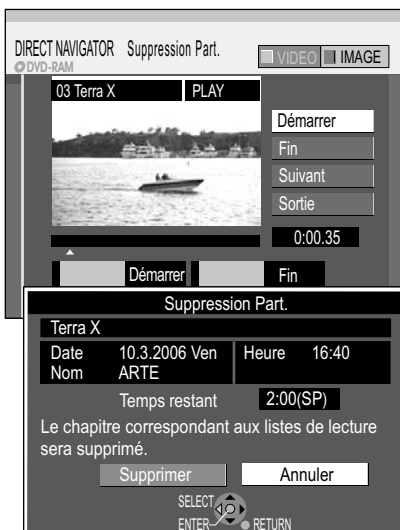 DIRECT NAVIGATOR Suppression Part. VIDEO IMAGE
DVD-RAM
03 Terra X PLAY
Démarrer
Fin
Suivant
Sortie
0:00.35
Démarrer Fin
Suppression Part.
Terra X
Date 10.3.2006 Ven Heure 16:40
Nom ARTE
Temps restant 2:00(SP)
Le chapitre correspondant aux listes de lecture
sera supprimé.
Supprimer Annuler
SELECT
ENTER RETURN